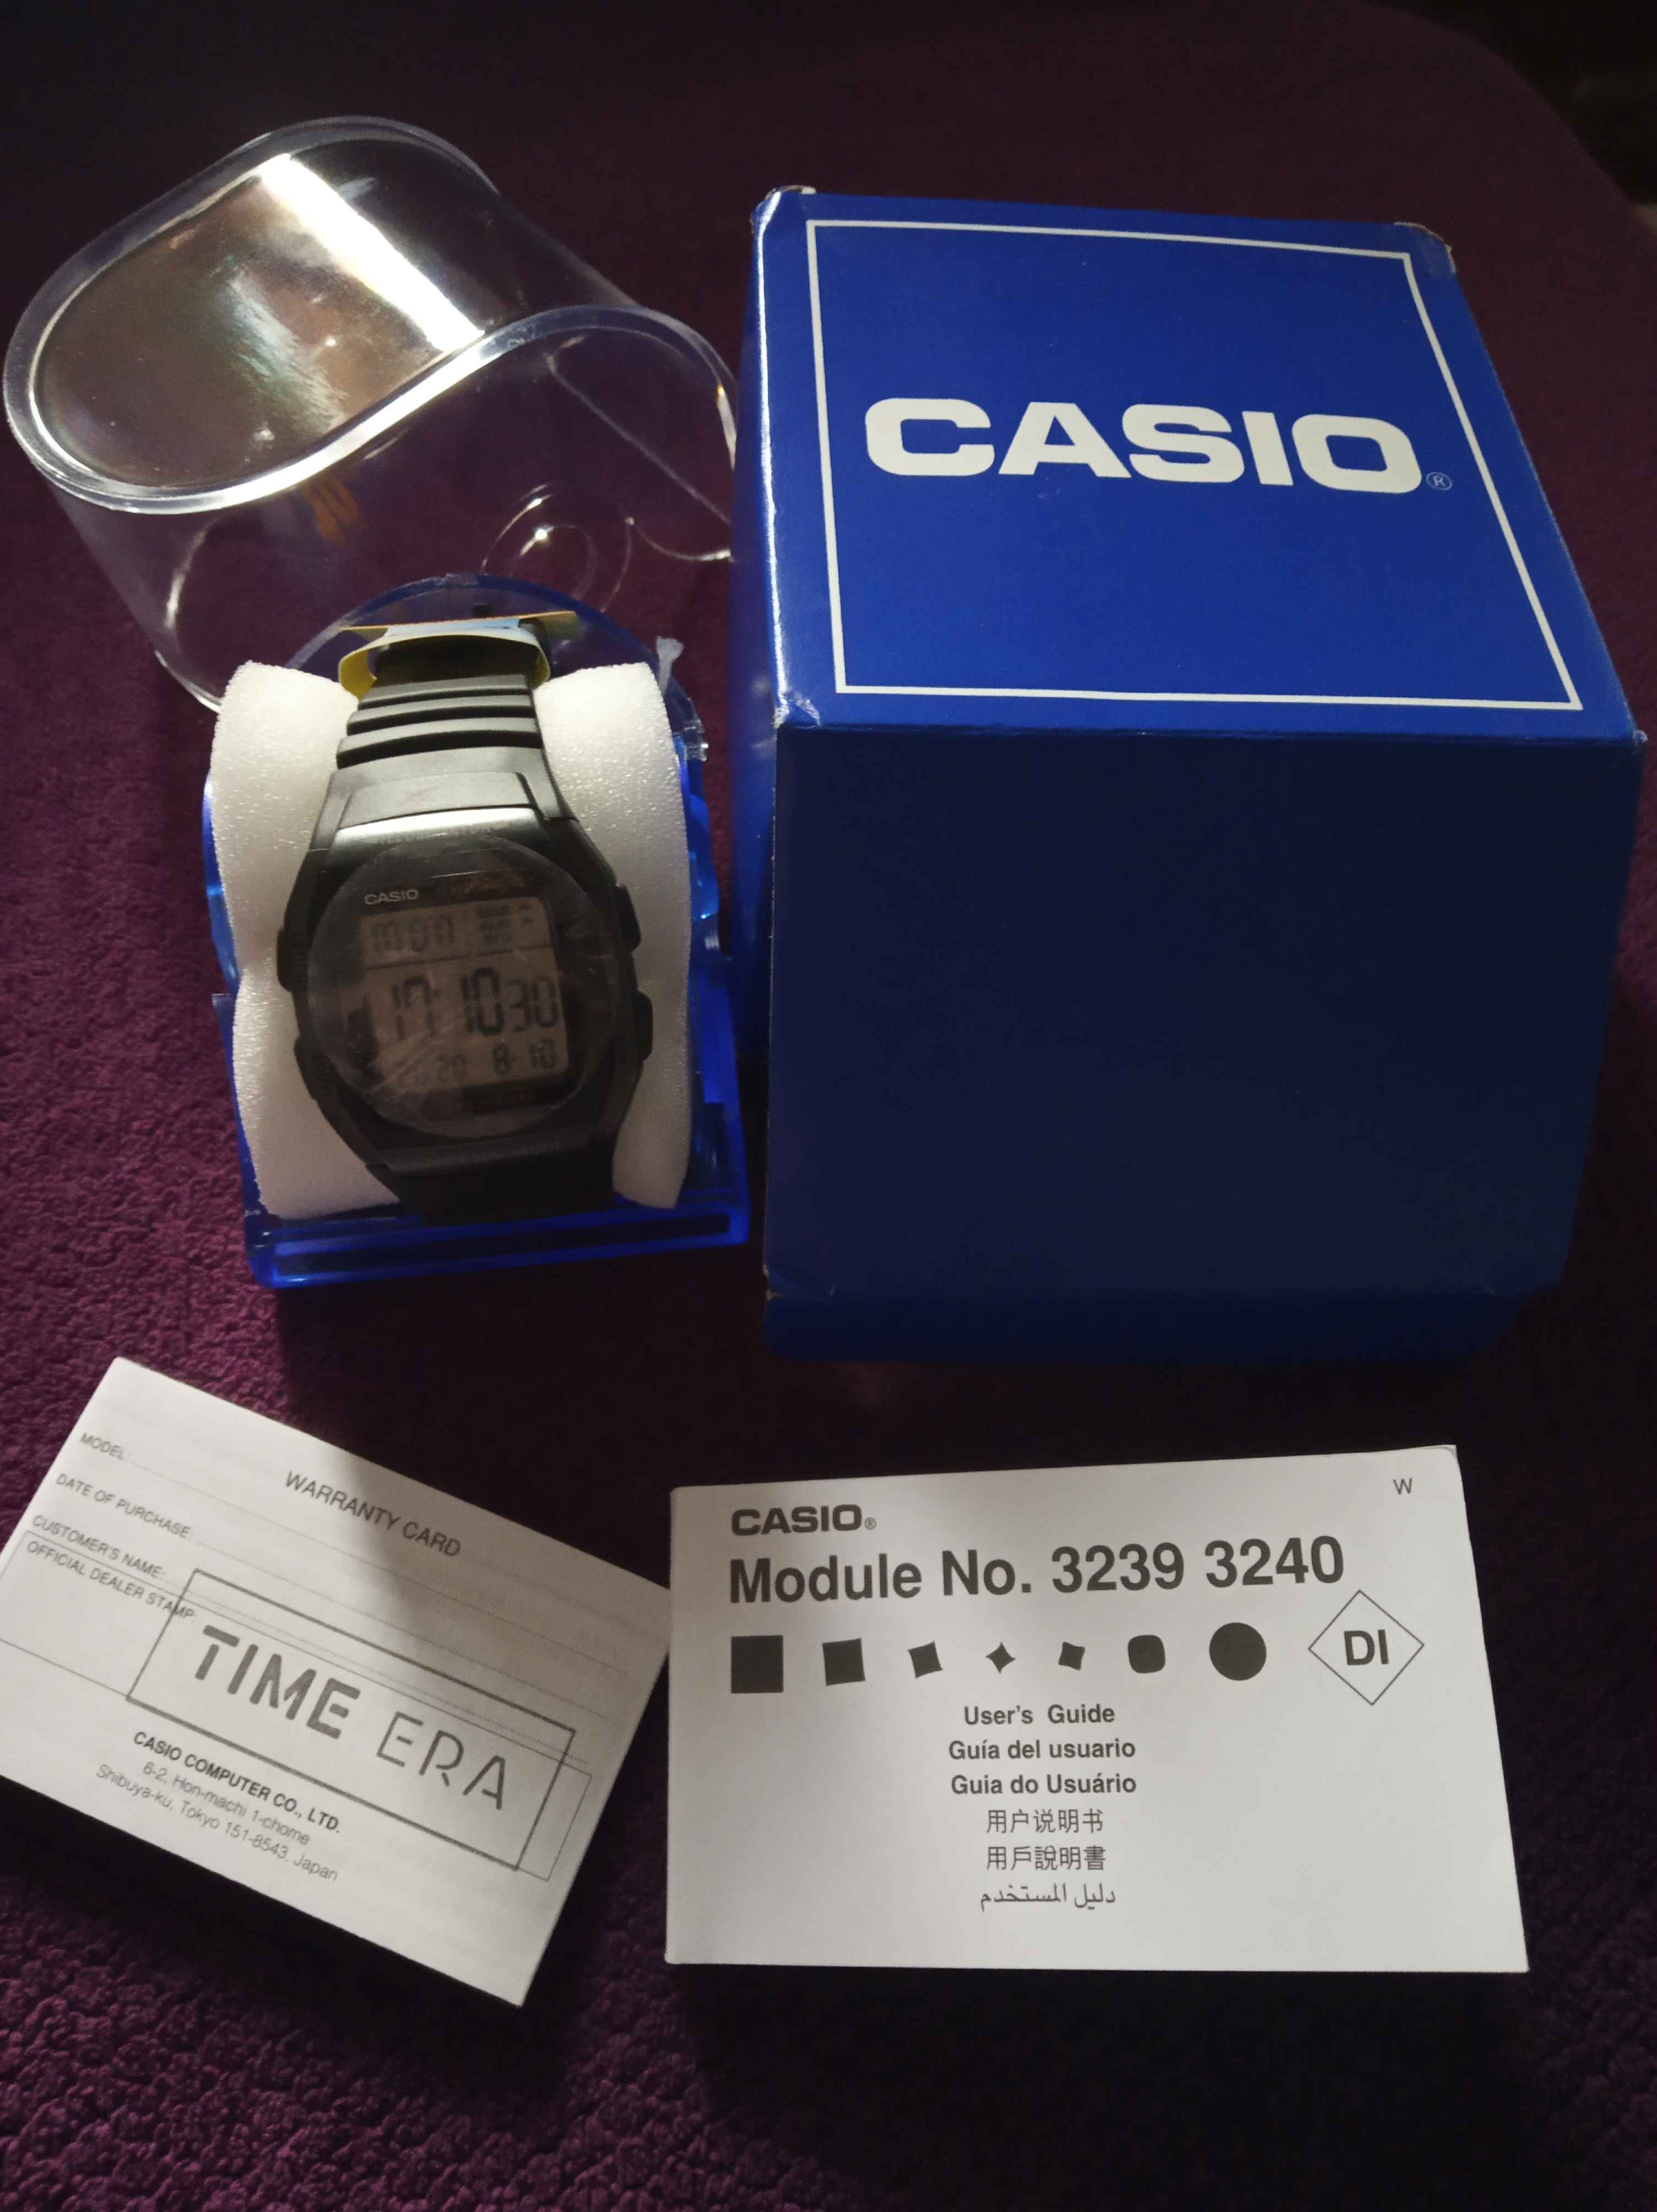 CASIO®
CASIO
MON
17:10 30
8-10
WARRANTY CARD
MODEL:
DATE OF PURCHASE:
CUSTOMER'S NAME:
OFFICIAL DEALER STAMP:
TIME ERA
CASIO COMPUTER CO., LTD.
6-2, Hon-machi 1-chome
Shibuya-ku, Tokyo 151-8543, Japan
W
CASIO®
Module No. 3239 3240
DI
User's Guide
Guía del usuario
Guia do Usuário
用户说明书
用戶說明書
دليل المستخدم